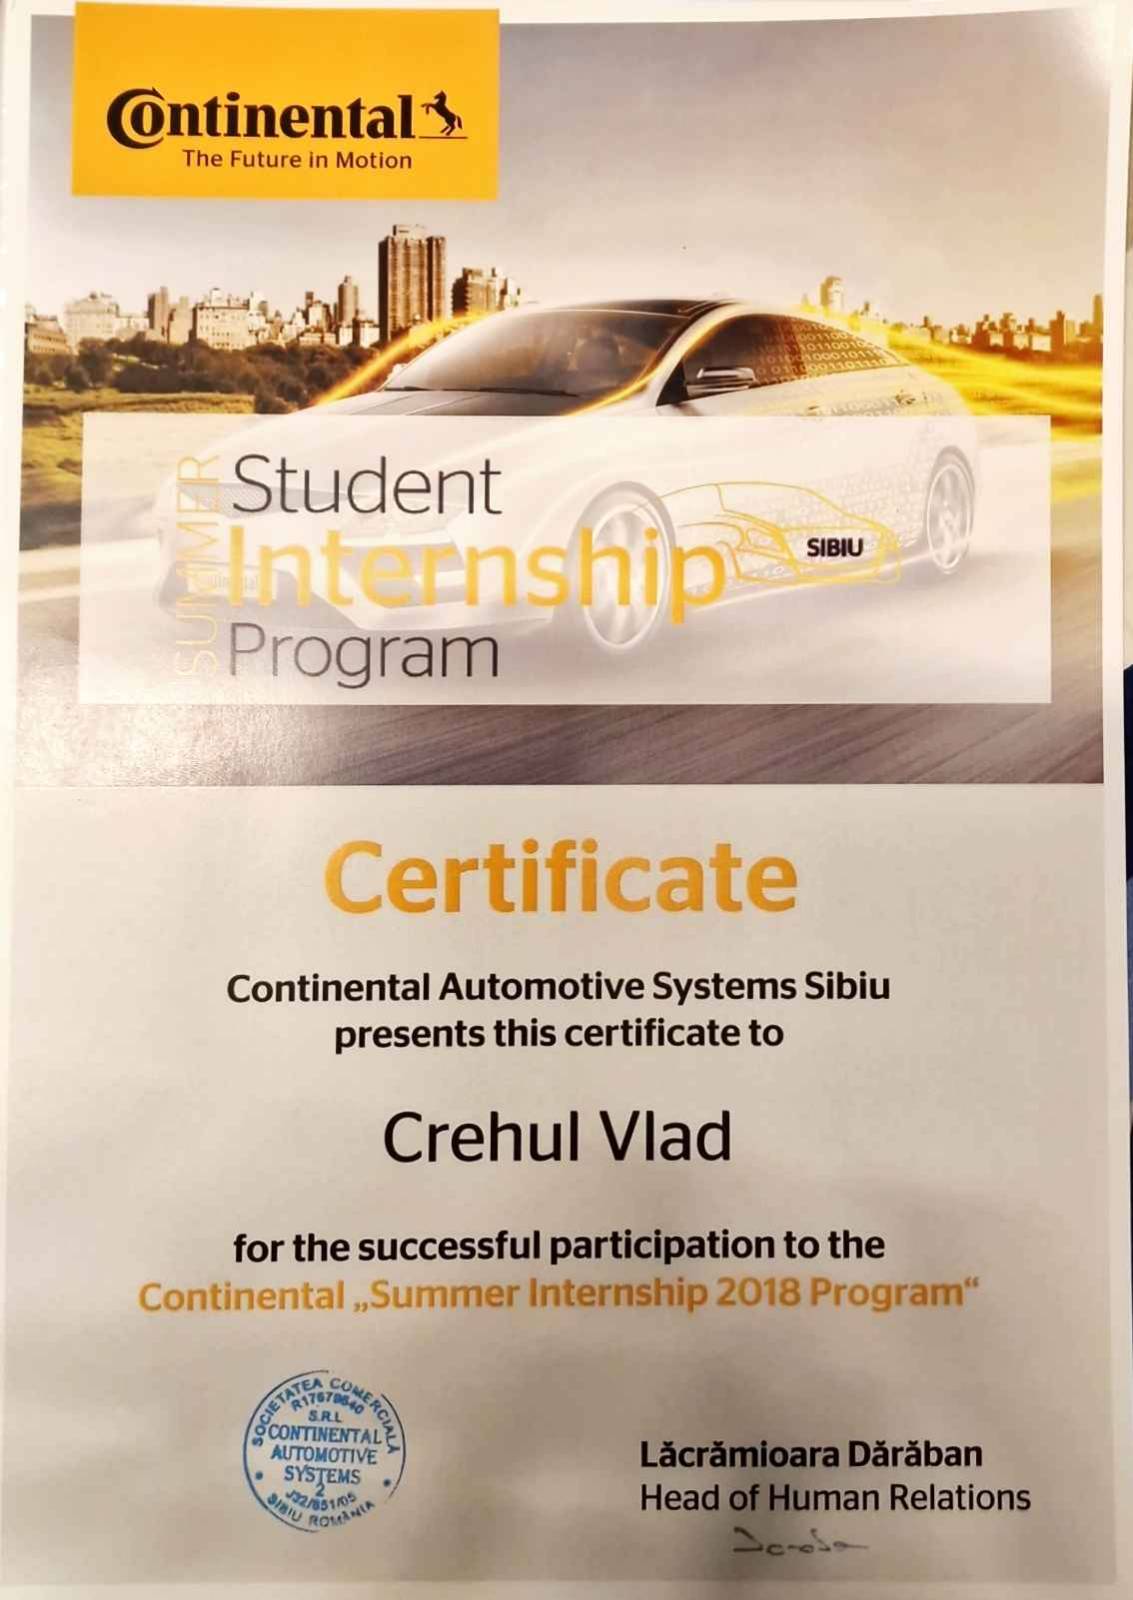 Continental
The Future in Motion
SUMMER
Student
Internship
Program
SIBIU
Certificate
Continental Automotive Systems Sibiu
presents this certificate to
Crehul Vlad
for the successful participation to the
Continental „Summer Internship 2018 Program“
SOCIETATEA COMERCIALĂ
R17679640
S.R.L
CONTINENTAL
AUTOMOTIVE
SYSTEMS
2
J32/851/05
SIBIU ROMÂNIA
Lăcrămioara Dărăban
Head of Human Relations